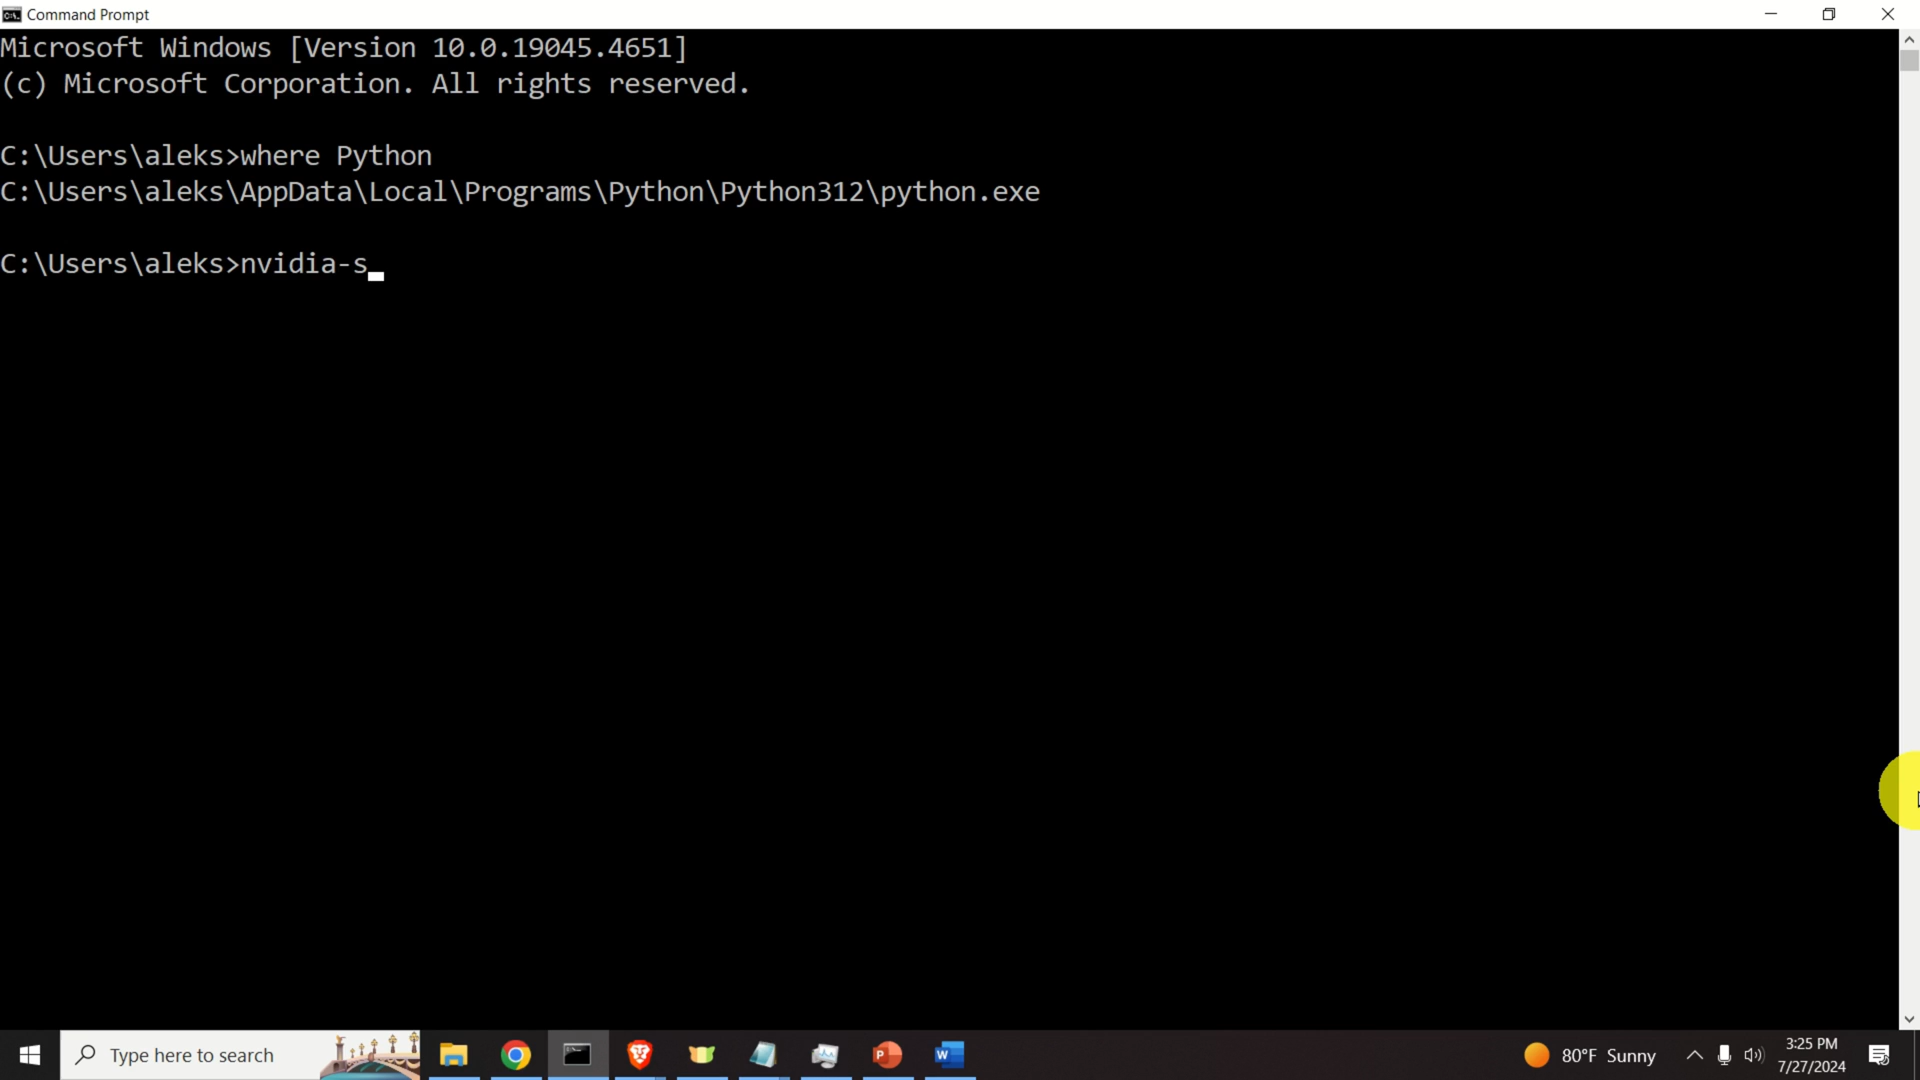 Command Prompt
Microsoft Windows [Version 10.0.19045.4651]
(c) Microsoft Corporation. All rights reserved.
C:\Users\aleks>where Python
C:\Users\aleks\AppData\Local\Programs\Python\Python312\python.exe
C:\Users\aleks>nvidia-s_
Type here to search
80°F Sunny
3:25 PM
7/27/2024